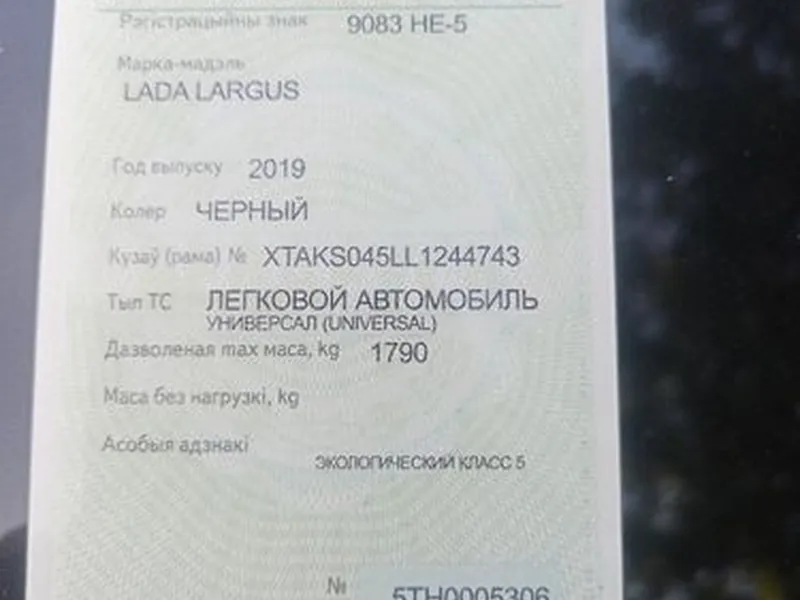 Рэгістрацыйны знак 9083 HE-5
Марка-мадэль
LADA LARGUS
Год выпуску 2019
Колер ЧЕРНЫЙ
Кузаў (рама) № XTAKS045LL1244743
Тып ТС ЛЕГКОВОЙ АВТОМОБИЛЬ
УНИВЕРСАЛ (UNIVERSAL)
Дазволеная max маса, kg 1790
Маса без нагрузкі, kg
Асобыя адзнакі
ЭКОЛОГИЧЕСКИЙ КЛАСС 5
№ 5TH0005306